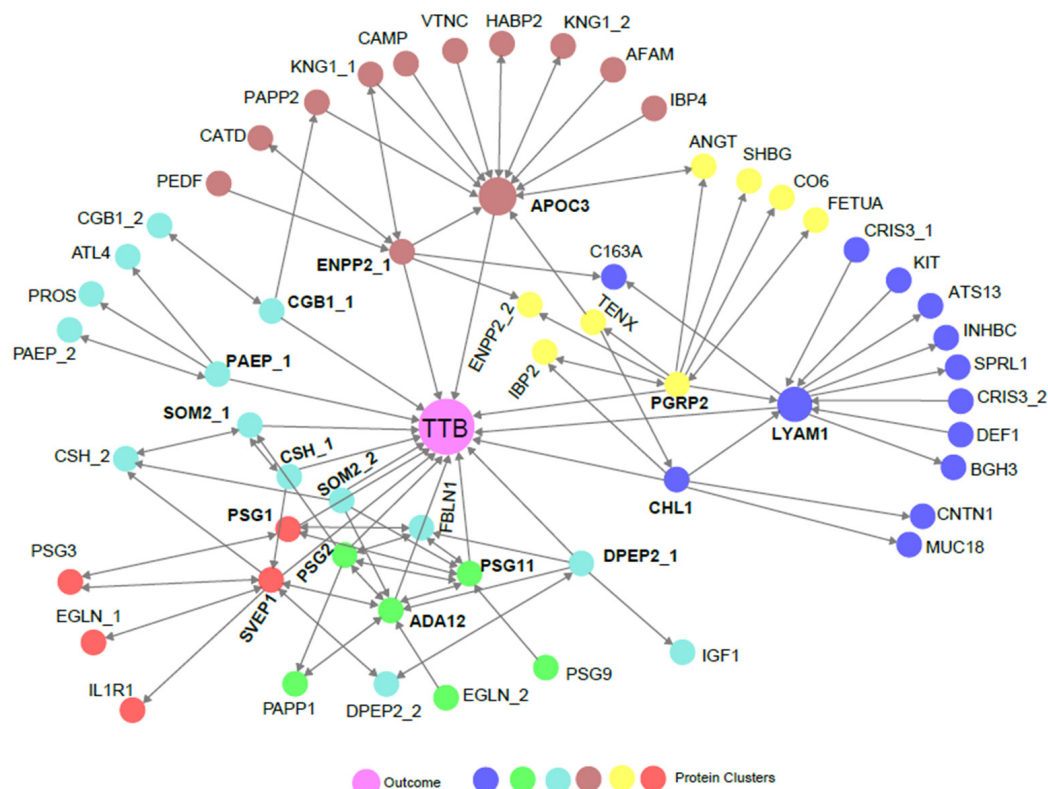 VTNC
HABP2
KNG1_2
CAMP
AFAM
KNG1_1
PAPP2
IBP4
CATD
ANGT
SHBG
PEDF
CO6
FETUA
APOC3
CGB1_2
CRIS3_1
ATL4
C163A
KIT
ENPP2_1
ATS13
PROS
CGB1_1
TENX
INHBC
PAEP_2
ENPP2_2
SPRL1
PAEP_1
IBP2
CRIS3_2
PGRP2
SOM2_1
TTB
LYAM1
DEF1
CSH_2
CSH_1
BGH3
SOM2_2
CHL1
CNTN1
PSG1
FBLN1
MUC18
PSG3
PSG2
PSG11
DPEP2_1
EGLN_1
SVEP1
ADA12
IGF1
PSG9
IL1R1
PAPP1
DPEP2_2
EGLN_2
Outcome
Protein Clusters